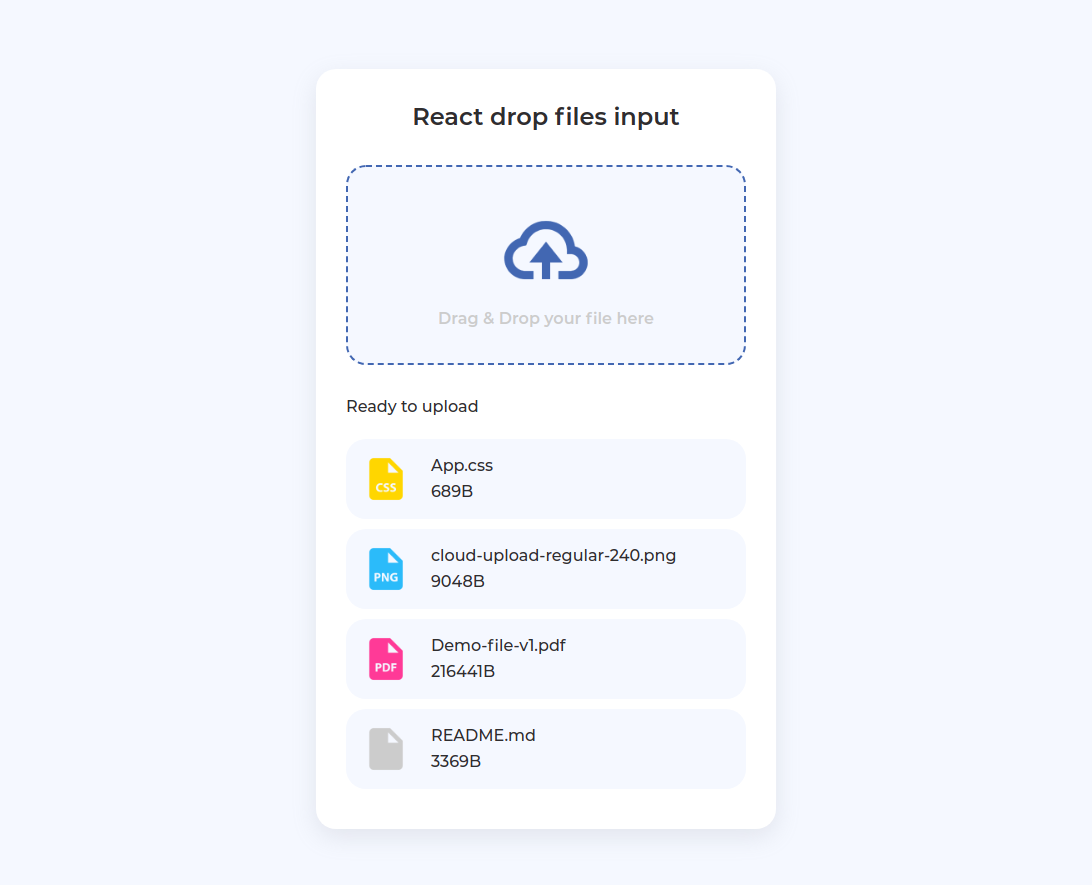 React drop files input
Drag & Drop your file here
Ready to upload
CSS
App.css
689B
PNG
cloud-upload-regular-240.png
9048B
PDF
Demo-file-v1.pdf
216441B
README.md
3369B